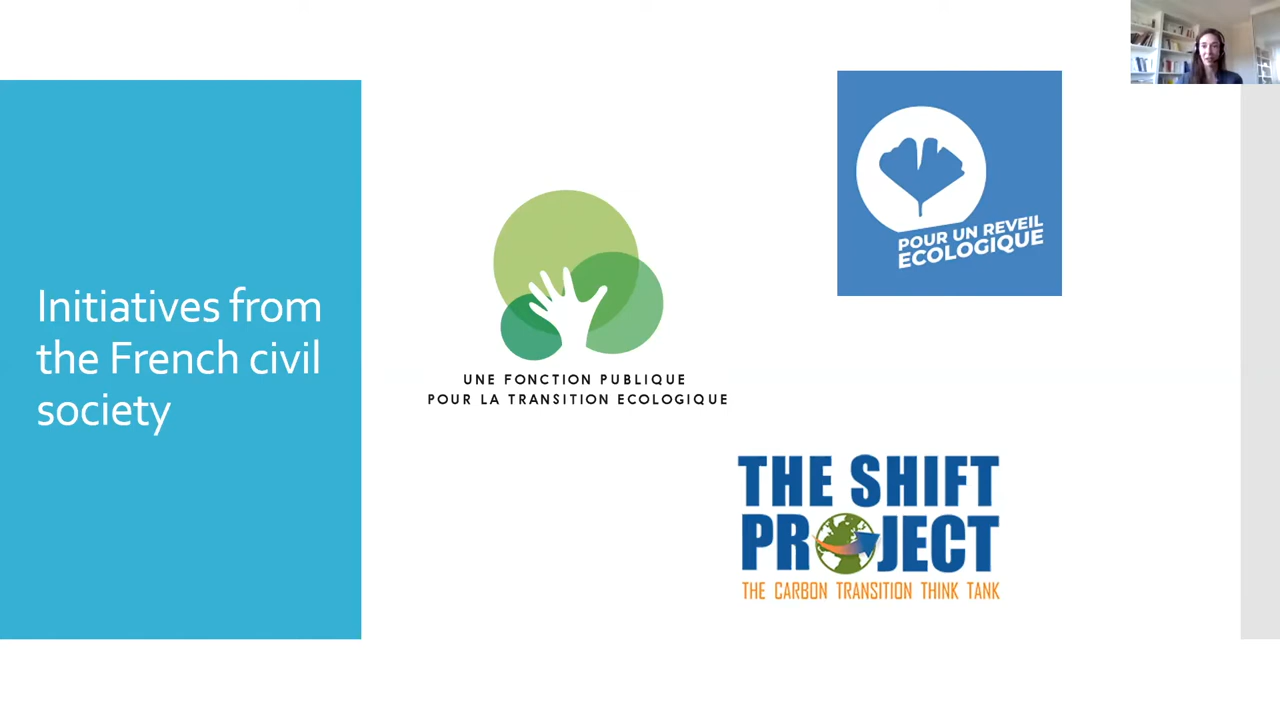 Initiatives from
the French civil
society
UNE FONCTION PUBLIQUE
POUR LA TRANSITION ECOLOGIQUE
POUR UN REVEIL
ECOLOGIQUE
THE SHIFT
PROJECT
THE CARBON TRANSITION THINK TANK